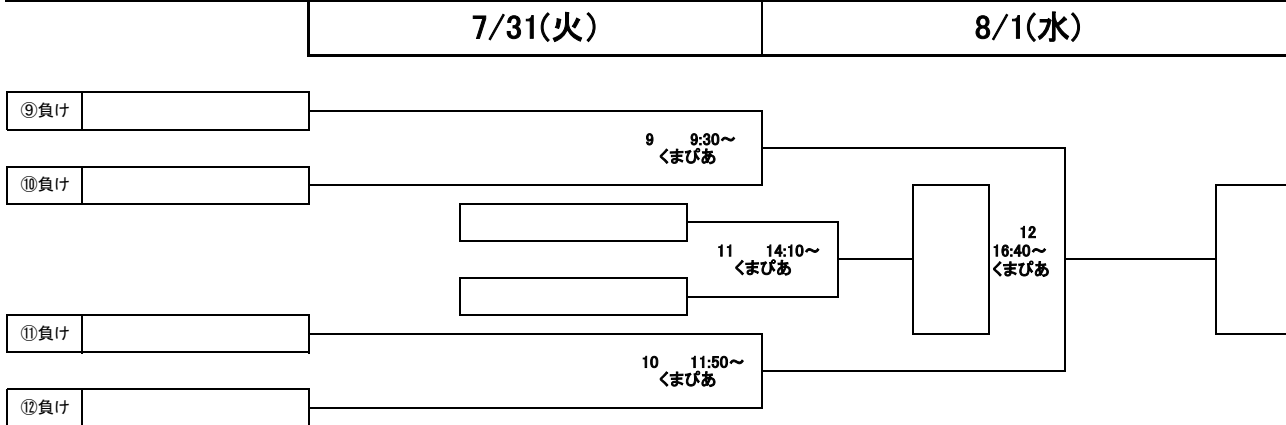 7/31(火)
8/1(水)
⑨負け
9 9:30～
くまぴあ
⑩負け
12
16:40～
くまぴあ
11 14:10～
くまぴあ
⑪負け
10 11:50～
くまぴあ
⑫負け